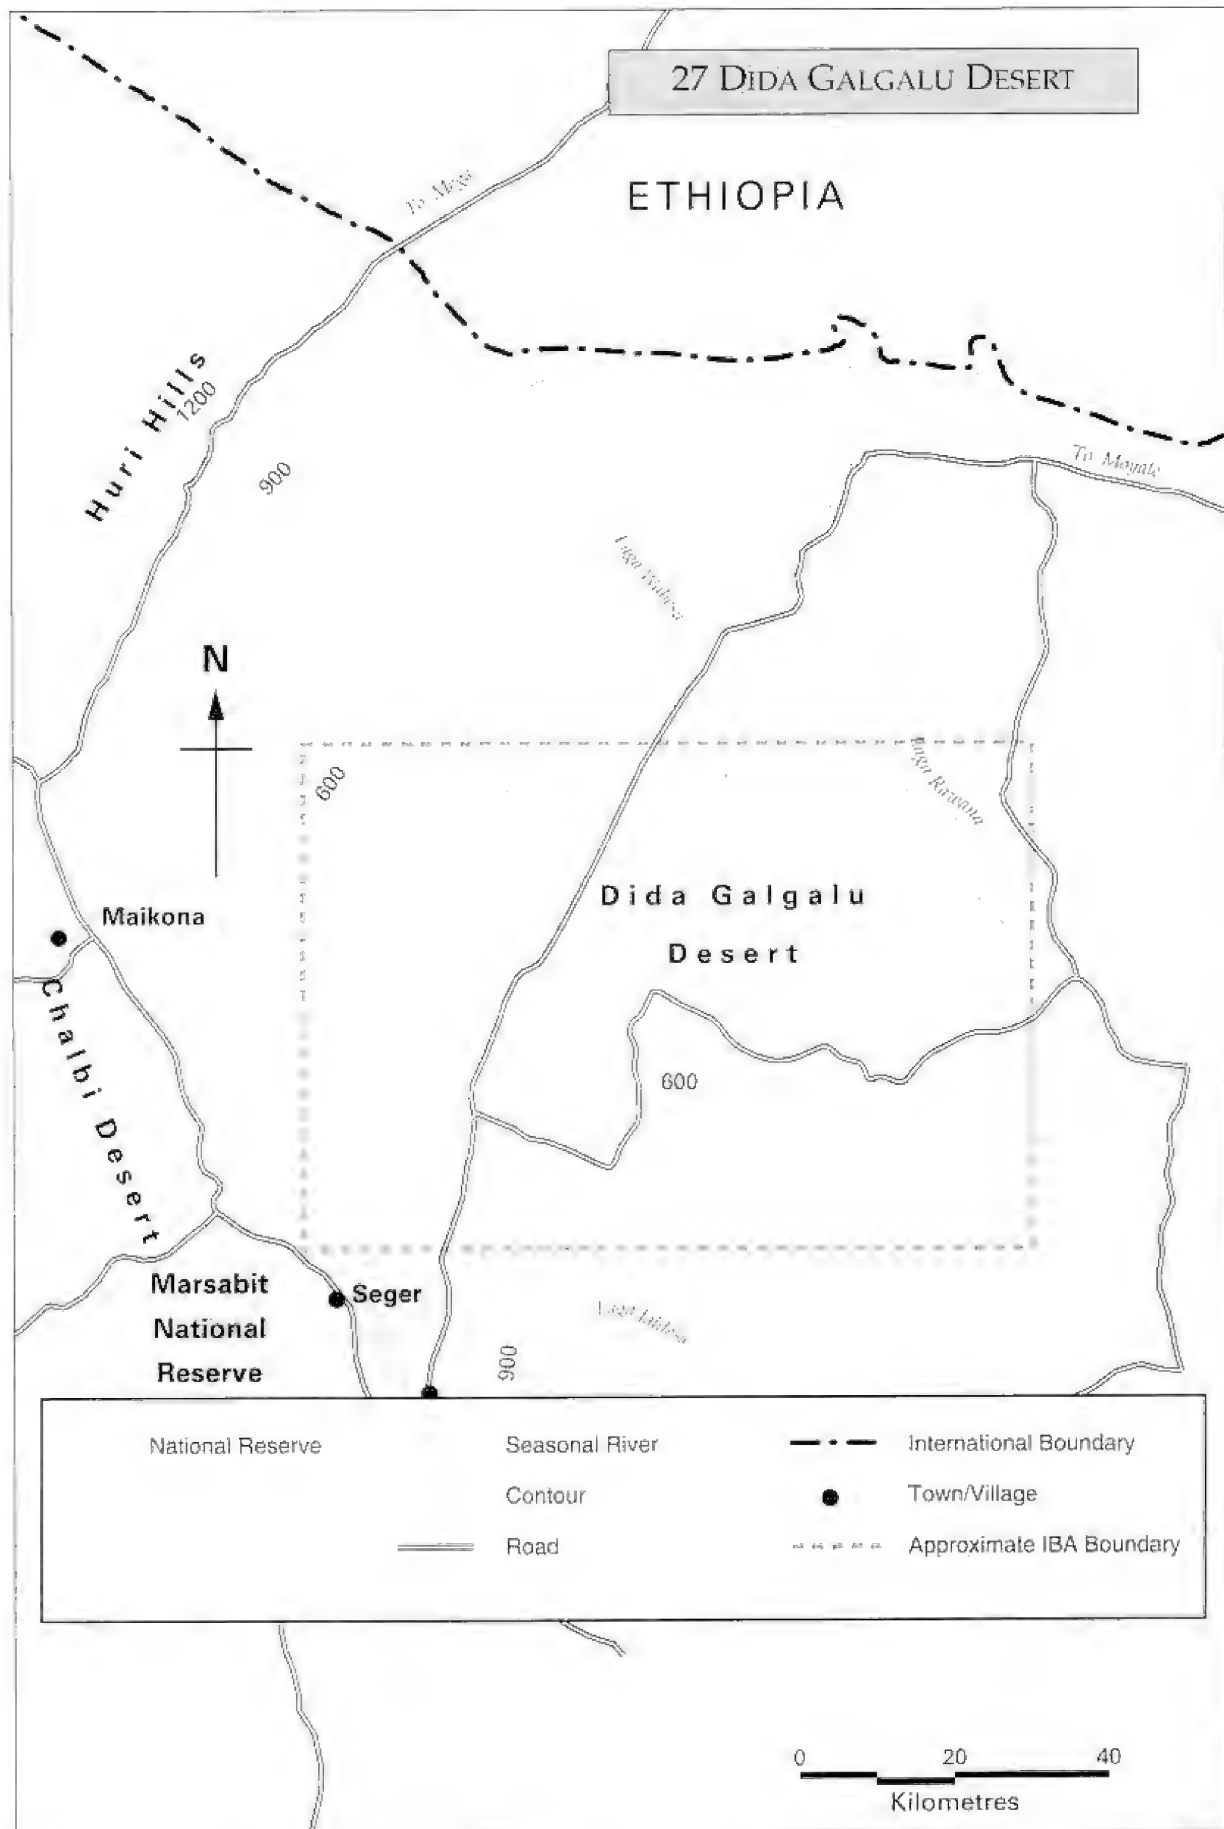 27 DIDA GALGALU DESERT
ETHIOPIA
To Mega
Huri Hills
1200
900
To Moyale
N
600
Maikona
Dida Galgalu
Desert
Chalbi Desert
600
Marsabit
National
Reserve
Seger
900
National Reserve
Seasonal River
International Boundary
Contour
Town/Village
Road
Approximate IBA Boundary
0 20 40
Kilometres